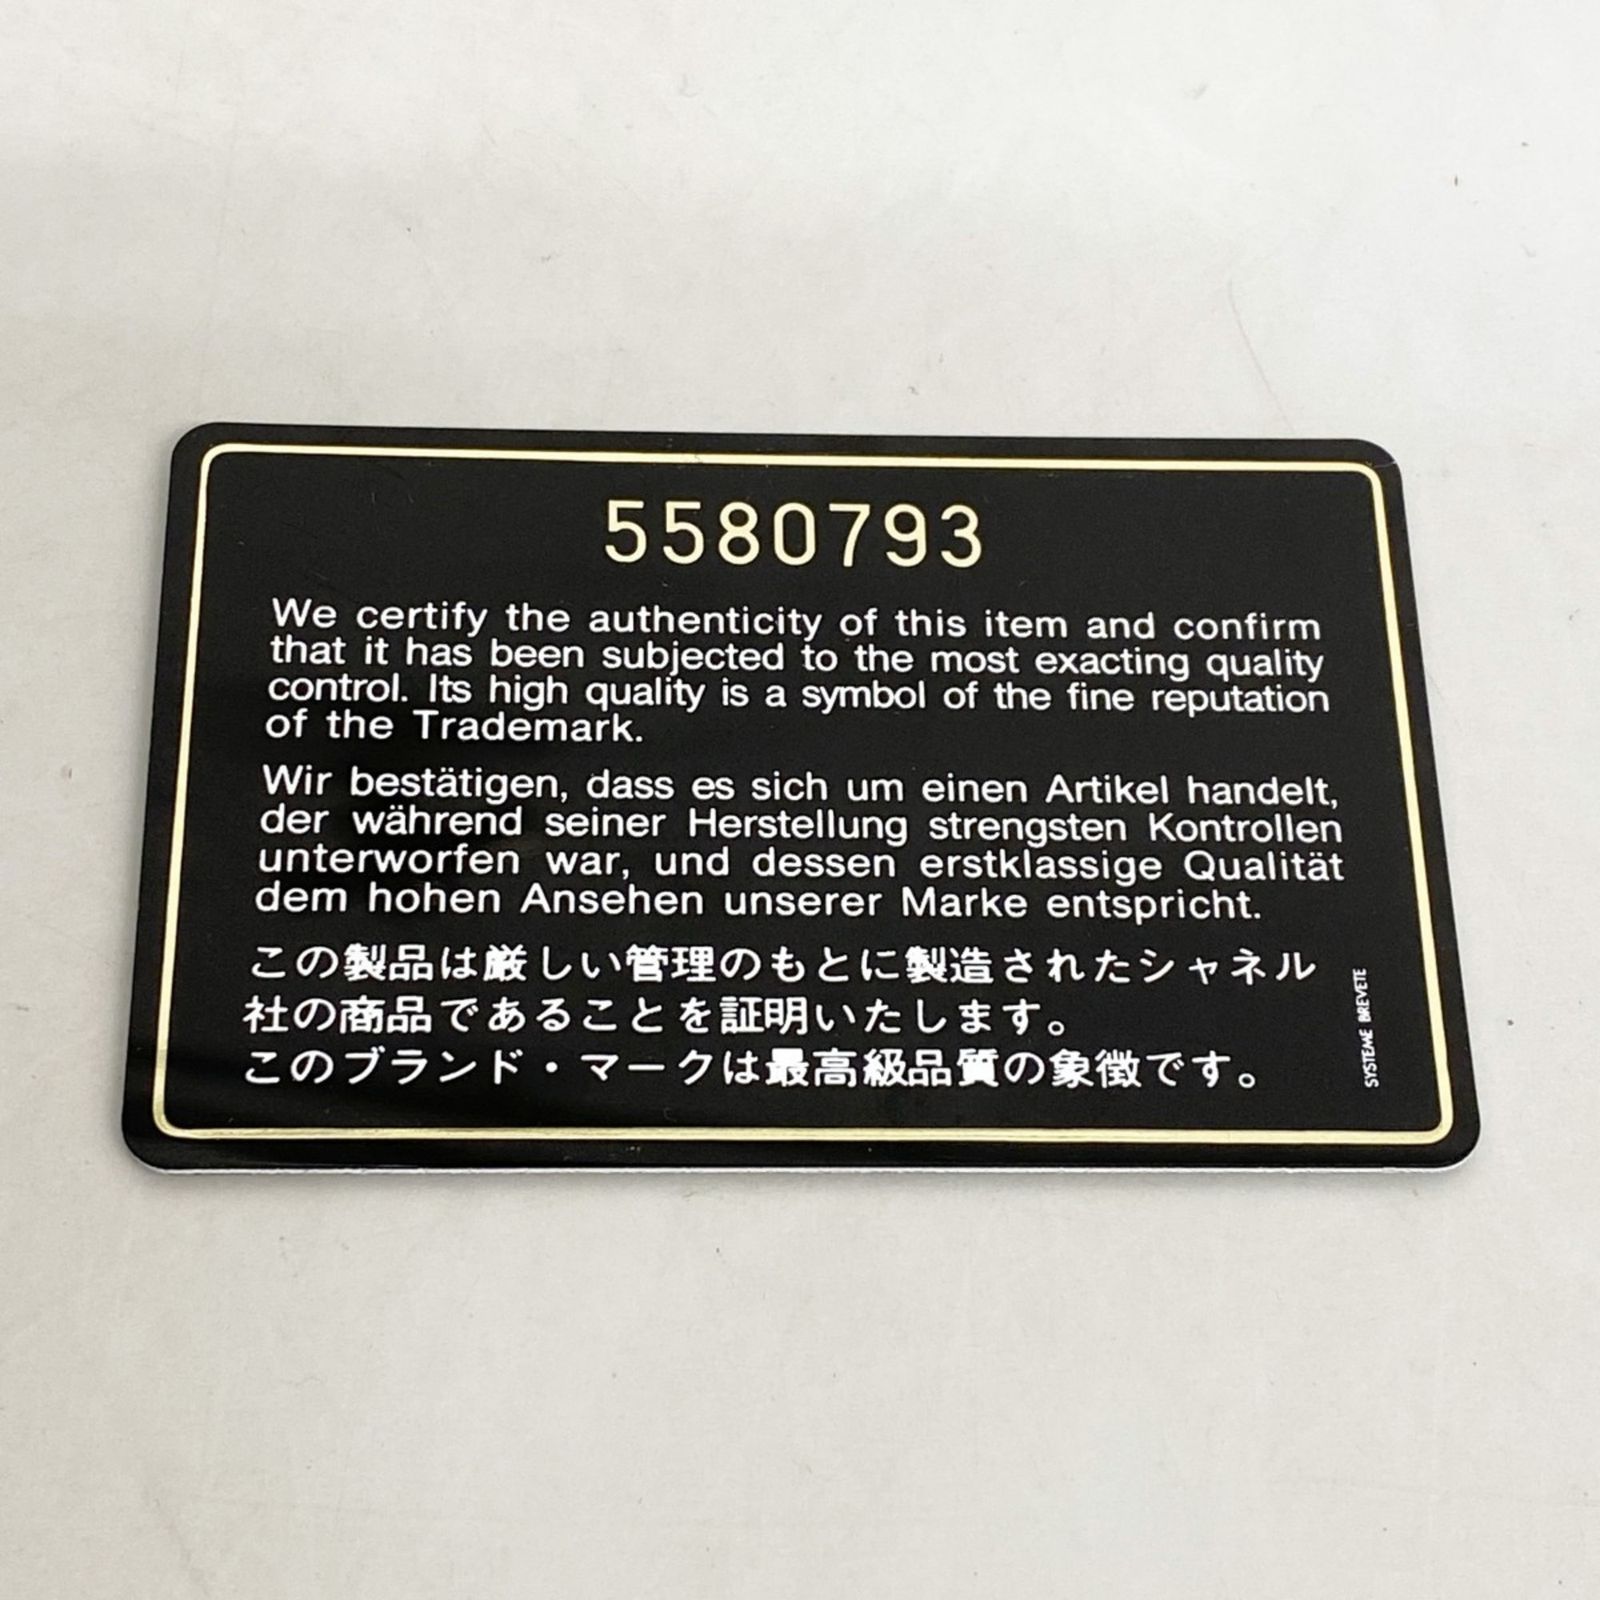 5580793
We certify the authenticity of this item and confirm
that it has been subjected to the most exacting quality
control. Its high quality is a symbol of the fine reputation
of the Trademark.
Wir bestätigen, dass es sich um einen Artikel handelt,
der während seiner Herstellung strengsten Kontrollen
unterworfen war, und dessen erstklassige Qualität
dem hohen Ansehen unserer Marke entspricht.
この製品は厳しい管理のもとに製造されたシャネル
社の商品であることを証明いたします。
このブランド・マークは最高級品質の象徴です。
SYSTEME BREVETE